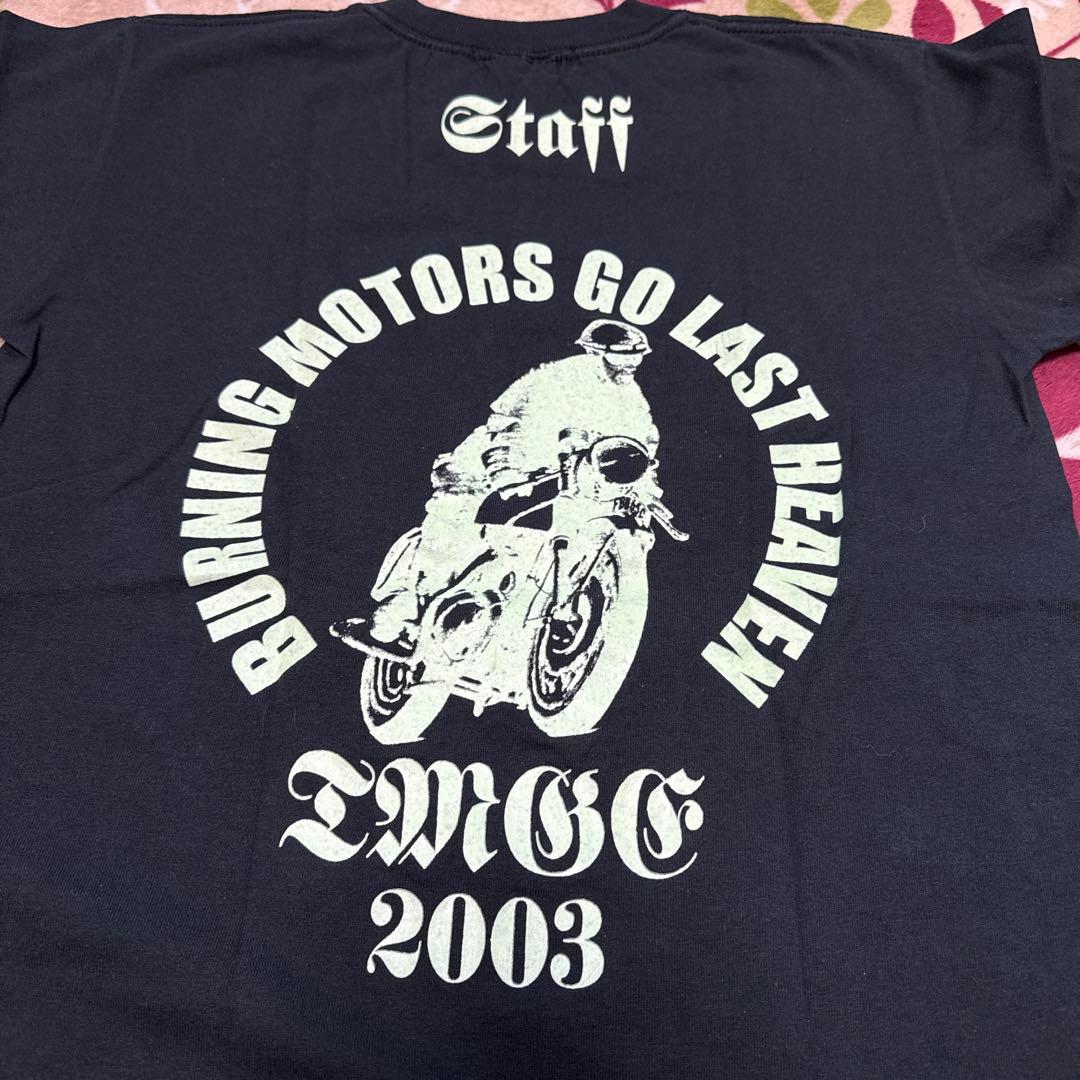 Staff
BURNING MOTORS GO LAST HEAVEN
TMGE
2003